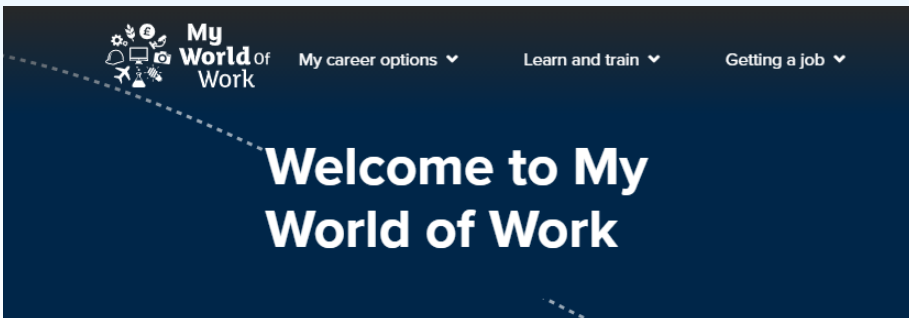 My
World Of
Work
My career options
Learn and train
Getting a job
Welcome to My
World of Work